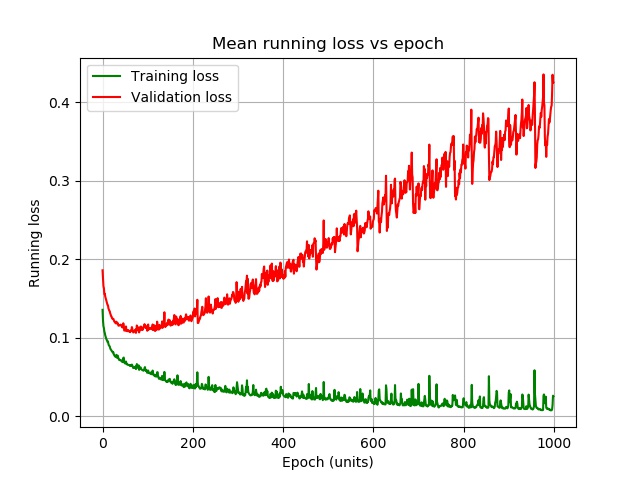 Mean running loss vs epoch
Training loss
Validation loss
Running loss
0.4
0.3
0.2
0.1
0.0
0
200
400
600
800
1000
Epoch (units)